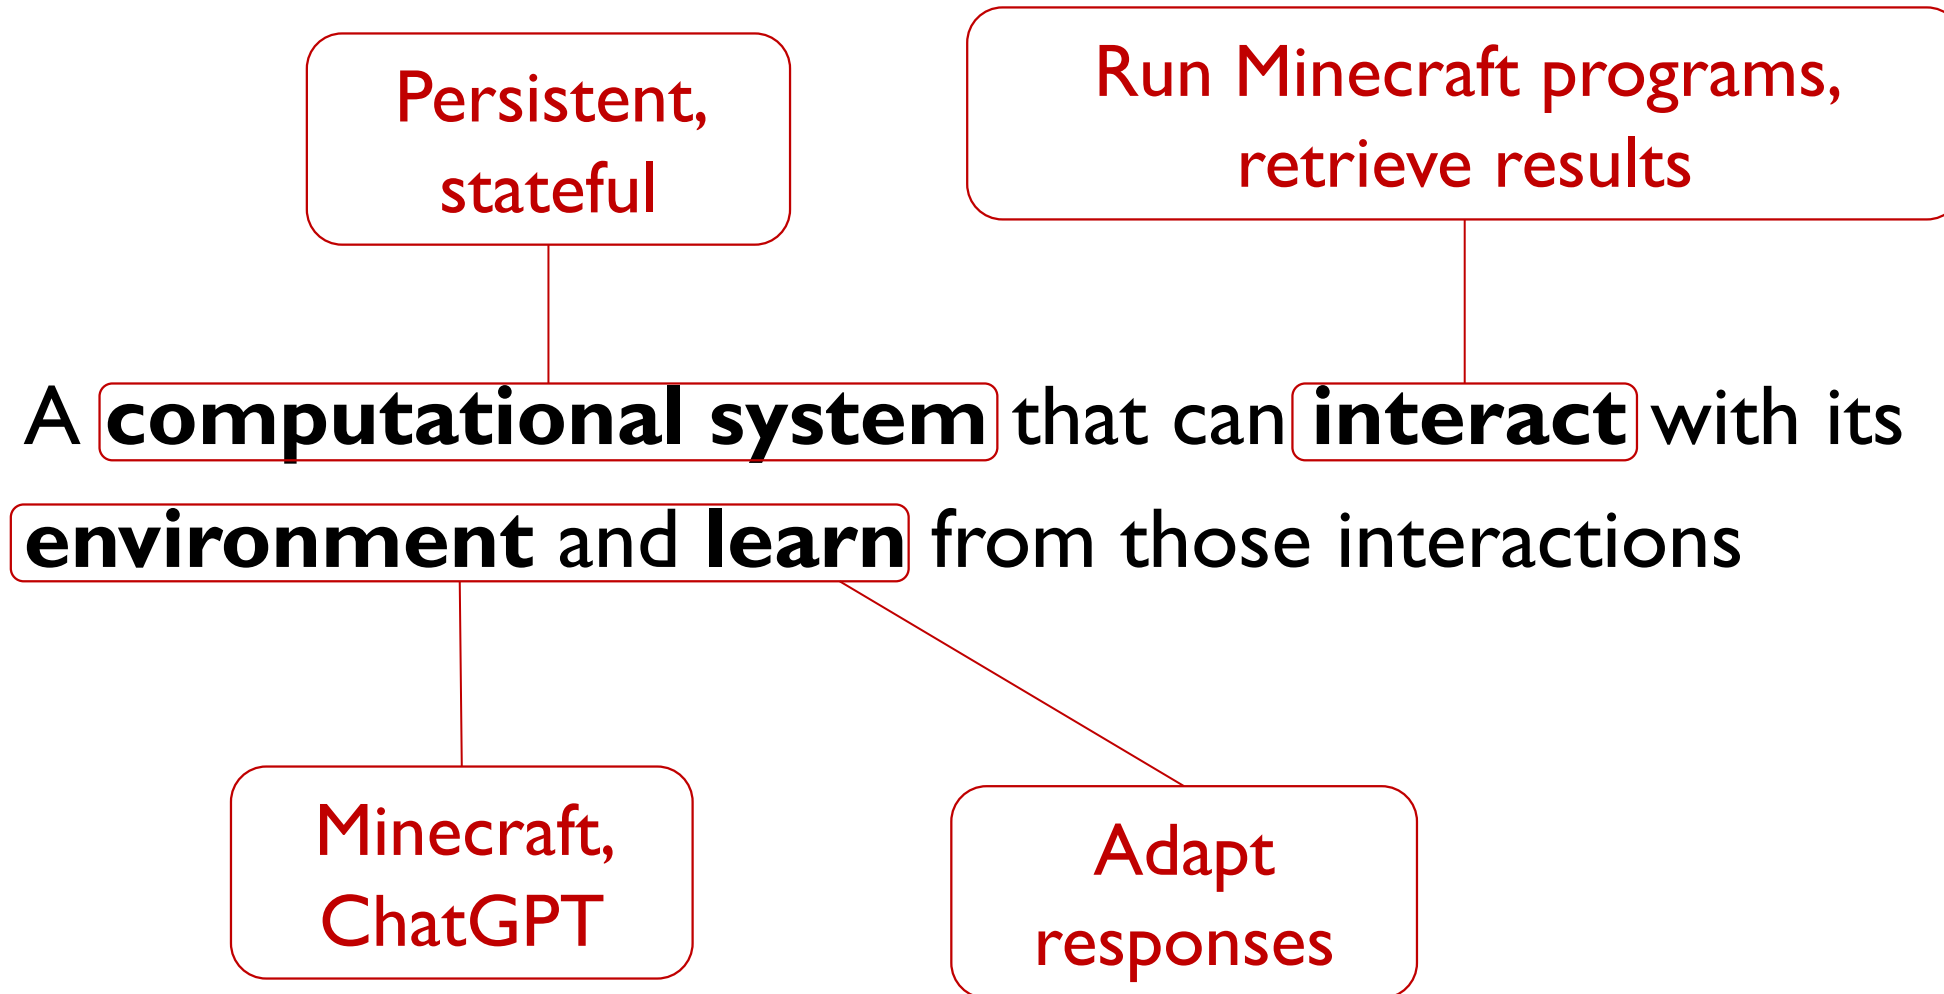 Persistent,
stateful
Run Minecraft programs,
retrieve results
A computational system that can interact with its
environment and learn from those interactions
Minecraft,
ChatGPT
Adapt
responses